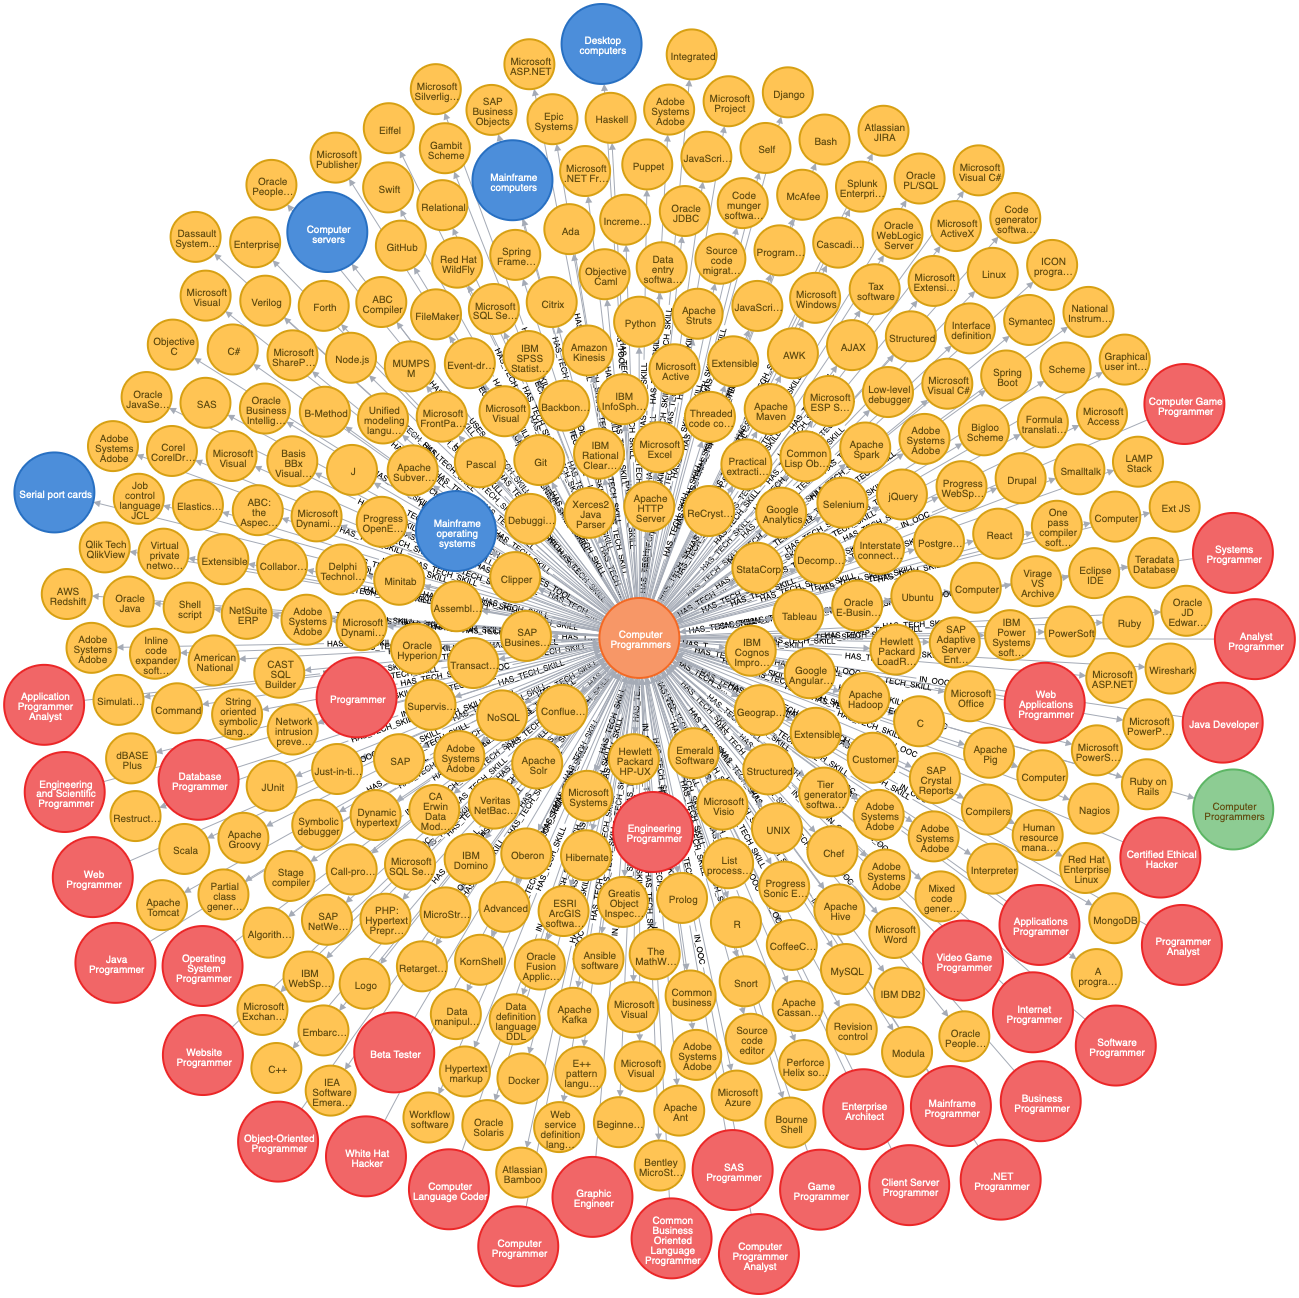 Desktop
computers
Integrated
Microsoft
ASP.NET
Microsoft
Silverlig…
SAP
Business
Objects
Epic
Systems
Haskell
Adobe
Systems
Adobe
Microsoft
Project
Django
Eiffel
Gambit
Scheme
Microsoft
.NET Fr…
Puppet
JavaScri…
Self
Bash
Atlassian
JIRA
Microsoft
Publisher
Oracle
People…
Swift
Mainframe
computers
Relational
Increme…
Oracle
JDBC
Code
munger
softwa…
McAfee
Splunk
Enterpri…
Oracle
PL/SQL
Microsoft
Visual C#
Dassault
System…
Enterprise
Computer
servers
GitHub
Red Hat
WildFly
Spring
Frame…
Ada
Objective
Caml
Data
entry
softwa…
Source
code
migrat…
Program…
Cascadi…
Oracle
WebLogic
Server
Microsoft
ActiveX
Code
generator
softwa…
Microsoft
Visual
Verilog
Forth
ABC
Compiler
FileMaker
Microsoft
SQL Se…
Citrix
Python
Apache
Struts
JavaScri…
Microsoft
Windows
Tax
software
Microsoft
Extensi…
Linux
ICON
progra…
Objective
C
C#
Microsoft
ShareP…
Node.js
MUMPS
M
Event-dr…
IBM
SPSS
Statist…
Amazon
Kinesis
Microsoft
Active
Extensible
AWK
AJAX
Structured
Interface
definition
Symantec
National
Instrum…
Oracle
JavaSe…
SAS
Oracle
Business
Intellig…
B-Method
Unified
modeling
langu…
Microsoft
FrontPa…
Microsoft
Visual
Backbon…
IBM
InfoSph…
Threaded
code co…
Apache
Maven
Microsoft
ESP S…
Low-level
debugger
Microsoft
Visual C#
Spring
Boot
Scheme
Graphical
user int…
Computer Game
Programmer
Adobe
Systems
Adobe
Corel
CorelDr…
Microsoft
Visual
Basis
BBx
Visual…
J
Apache
Subver…
Pascal
Git
IBM
Rational
Clear…
Microsoft
Excel
Practical
extracti…
Common
Lisp Ob…
Apache
Spark
Adobe
Systems
Adobe
Bigloo
Scheme
Formula
translati…
Microsoft
Access
Serial port cards
Job
control
language
JCL
Elastics…
ABC:
the
Aspec…
Microsoft
Dynami…
Progress
OpenE…
Mainframe
operating
systems
Debuggi…
Xerces2
Java
Parser
Apache
HTTP
Server
ReCryst…
Google
Analytics
Selenium
jQuery
Progress
WebSp…
Drupal
Smalltalk
LAMP
Stack
Qlik Tech
QlikView
Virtual
private
netwo…
Extensible
Collabor…
Delphi
Technol…
Minitab
Clipper
StataCorp
Decomp…
Interstate
connect…
Postgre…
React
One
pass
compiler
soft…
Computer
Ext JS
Systems
Programmer
AWS
Redshift
Oracle
Java
Shell
script
NetSuite
ERP
Adobe
Systems
Adobe
Microsoft
Dynami…
Assembl…
SAP
Busines…
Computer
Programmers
Tableau
Oracle
E-Busin…
Ubuntu
Computer
Virage
VS
Archive
Eclipse
IDE
Teradata
Database
Adobe
Systems
Adobe
Inline
code
expander
soft…
American
National
CAST
SQL
Builder
Oracle
Hyperion
Transact…
IBM
Cognos
Impro…
Google
Angular…
Hewlett
Packard
LoadR…
SAP
Adaptive
Server
Ent…
IBM
Power
Systems
soft…
PowerSoft
Ruby
Oracle
JD
Edwar…
Analyst
Programmer
Application
Programmer
Analyst
Simulati…
Command
String
oriented
symbolic
lang…
Network
intrusion
preve…
Programmer
Supervis…
NoSQL
Conflue…
Geograp…
Extensible
Apache
Hadoop
C
Microsoft
Office
Web
Applications
Programmer
Microsoft
ASP.NET
Wireshark
Microsoft
PowerP…
Java Developer
dBASE
Plus
Engineering
and Scientific
Programmer
Database
Programmer
JUnit
Just-in-ti…
SAP
Adobe
Systems
Adobe
Apache
Solr
Hewlett
Packard
HP-UX
Emerald
Software
Structured
Customer
SAP
Crystal
Reports
Apache
Pig
Computer
Microsoft
PowerS…
Ruby on
Rails
Computer
Programmers
Restruct…
Scala
Apache
Groovy
Symbolic
debugger
Dynamic
hypertext
CA
Erwin
Data
Mod…
Veritas
NetBac…
Microsoft
Systems
Engineering
Programmer
Microsoft
Visio
UNIX
Tier
generator
softwa…
Adobe
Systems
Adobe
Adobe
Systems
Adobe
Compilers
Human
resource
mana…
Nagios
Certified Ethical
Hacker
Web
Programmer
Apache
Tomcat
Partial
class
gener…
Stage
compiler
Call-pro…
Microsoft
SQL Se…
IBM
Domino
Oberon
Hibernate
List
process…
Progress
Sonic E…
Chef
Adobe
Systems
Adobe
Mixed
code
gener…
Interpreter
Red Hat
Enterprise
Linux
MongoDB
Java
Programmer
Operating
System
Programmer
Algorith…
SAP
NetWe…
PHP:
Hypertext
Prepr…
MicroStr…
Advanced
ESRI
ArcGIS
softwa…
Greatis
Object
Inspec…
Prolog
R
CoffeeC…
Apache
Hive
Microsoft
Word
Video Game
Programmer
Applications
Programmer
Programmer
Analyst
Microsoft
Exchan…
IBM
WebSp…
Logo
Retarget…
KornShell
Oracle
Fusion
Applic…
Ansible
software
The
MathW…
Common
business
Snort
Apache
Cassan…
MySQL
IBM DB2
Internet
Programmer
A
progra…
Website
Programmer
C++
Embarc…
Beta Tester
Data
manipul…
Data
definition
language
DDL
Apache
Kafka
Microsoft
Visual
Adobe
Systems
Adobe
Source
code
editor
Revision
control
Modula
Oracle
People…
Software
Programmer
IEA
Software
Emera…
Hypertext
markup
Docker
E++
pattern
langu…
Microsoft
Visual
Microsoft
Azure
Perforce
Helix so…
Enterprise
Architect
Mainframe
Programmer
Business
Programmer
Object-Oriented
Programmer
White Hat
Hacker
Workflow
software
Oracle
Solaris
Web
service
definition
lang…
Beginne…
Apache
Ant
Bourne
Shell
Computer
Language Coder
Atlassian
Bamboo
Graphic
Engineer
Bentley
MicroSt…
SAS
Programmer
Game
Programmer
Client Server
Programmer
.NET
Programmer
Computer
Programmer
Common
Business
Oriented
Language
Programmer
Computer
Programmer
Analyst
HAS_TECH_SKILL
IN_OOC